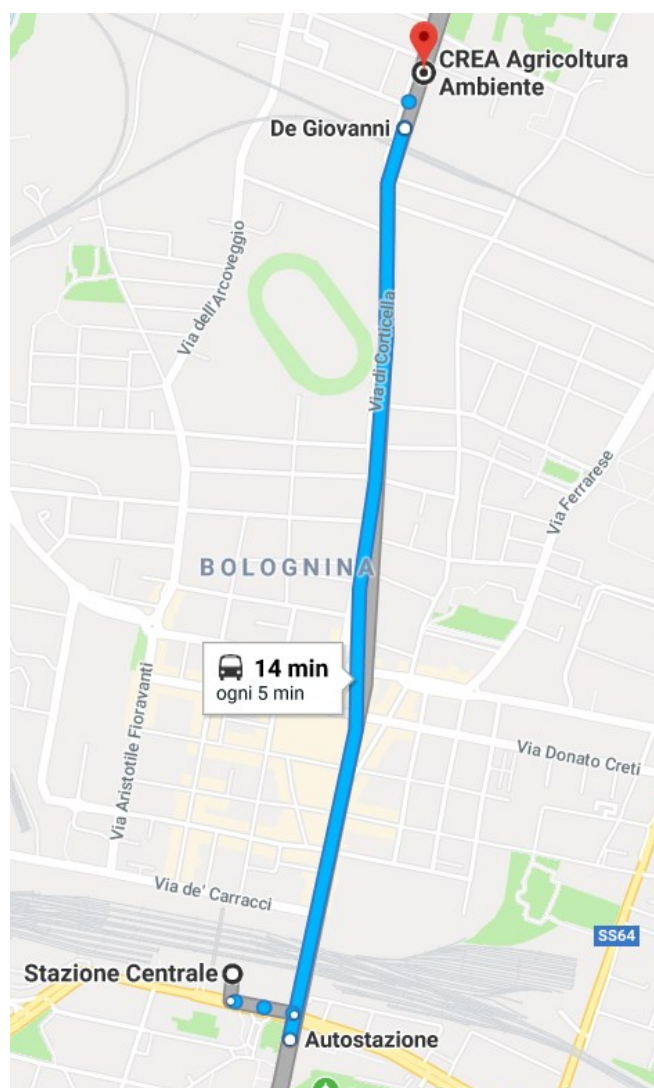 CREA Agricoltura
Ambiente
De Giovanni
Via dell'Arcoveggio
Via di Corticella
Via Ferrarese
BOLOGNINA
14 min
ogni 5 min
Via Aristotile Fioravanti
Via Donato Creti
Via de' Carracci
SS64
Stazione Centrale
Autostazione